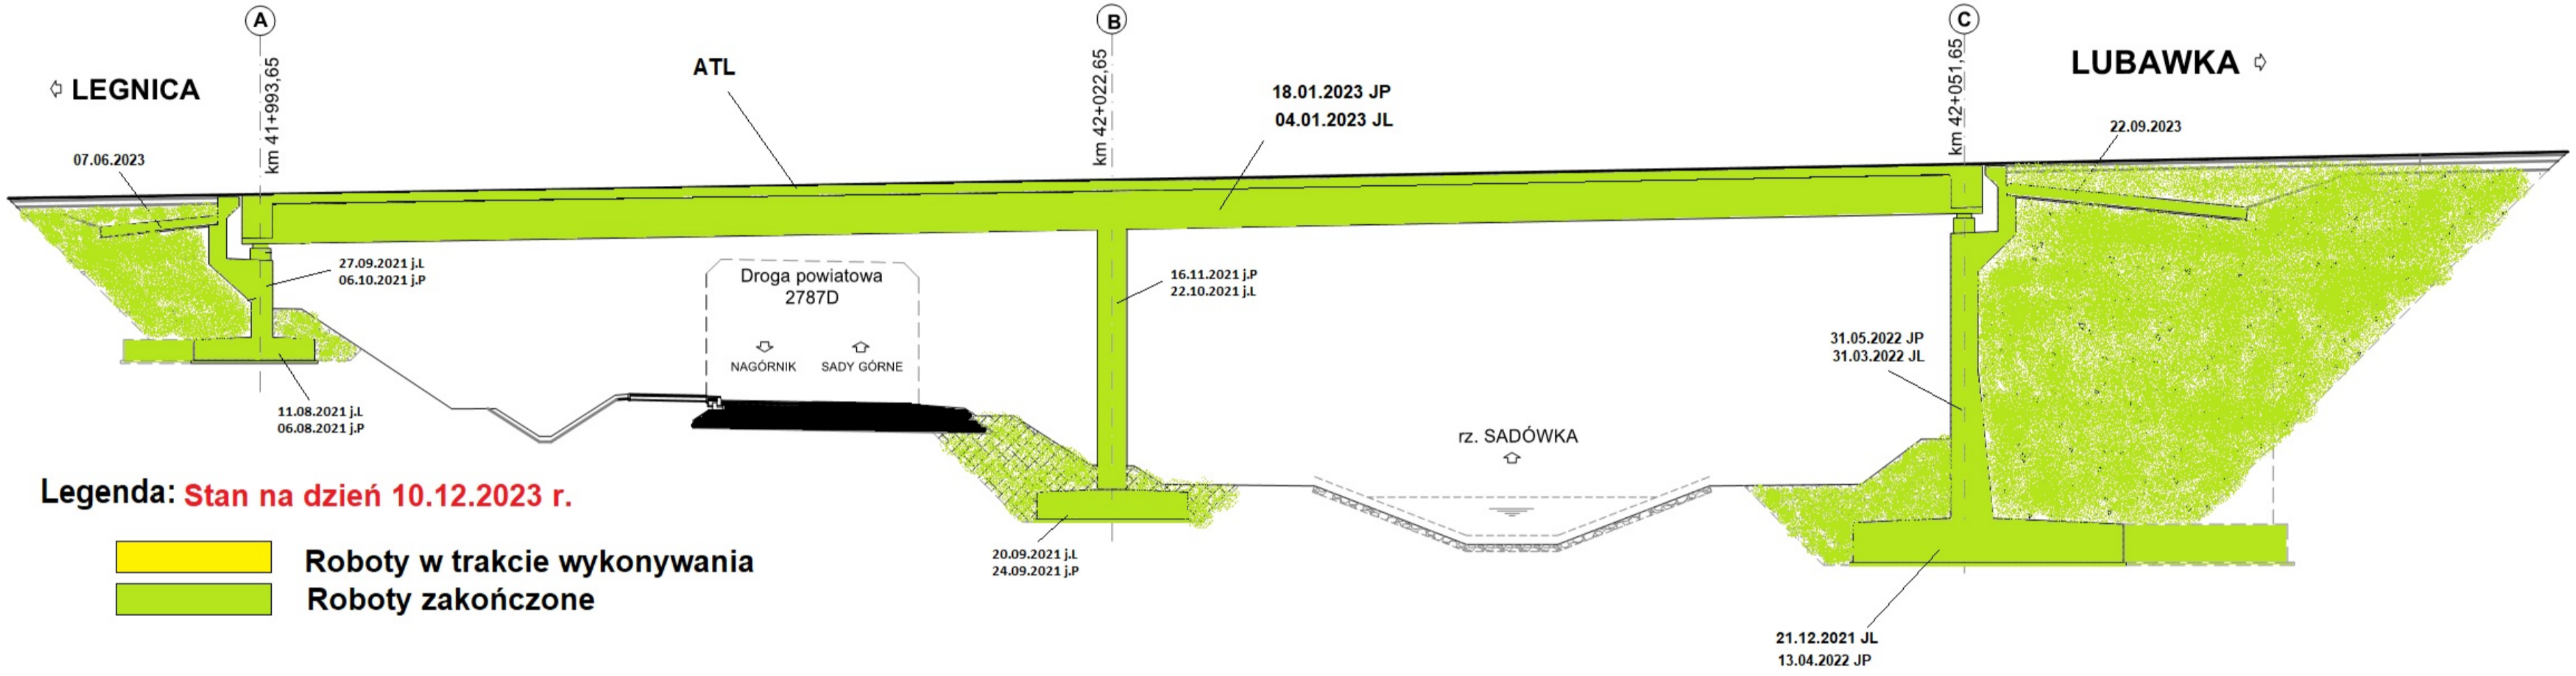 A
B
C
km 41+993,65
km 42+022,65
km 42+051,65
LEGNICA
ATL
LUBAWKA
18.01.2023 JP
04.01.2023 JL
07.06.2023
22.09.2023
27.09.2021 j.L
06.10.2021 j.P
Droga powiatowa
2787D
NAGÓRNIK SADY GÓRNE
16.11.2021 j.P
22.10.2021 j.L
31.05.2022 JP
31.03.2022 JL
11.08.2021 j.L
06.08.2021 j.P
rz. SADÓWKA
20.09.2021 j.L
24.09.2021 j.P
21.12.2021 JL
13.04.2022 JP
Legenda: Stan na dzień 10.12.2023 r.
Roboty w trakcie wykonywania
Roboty zakończone